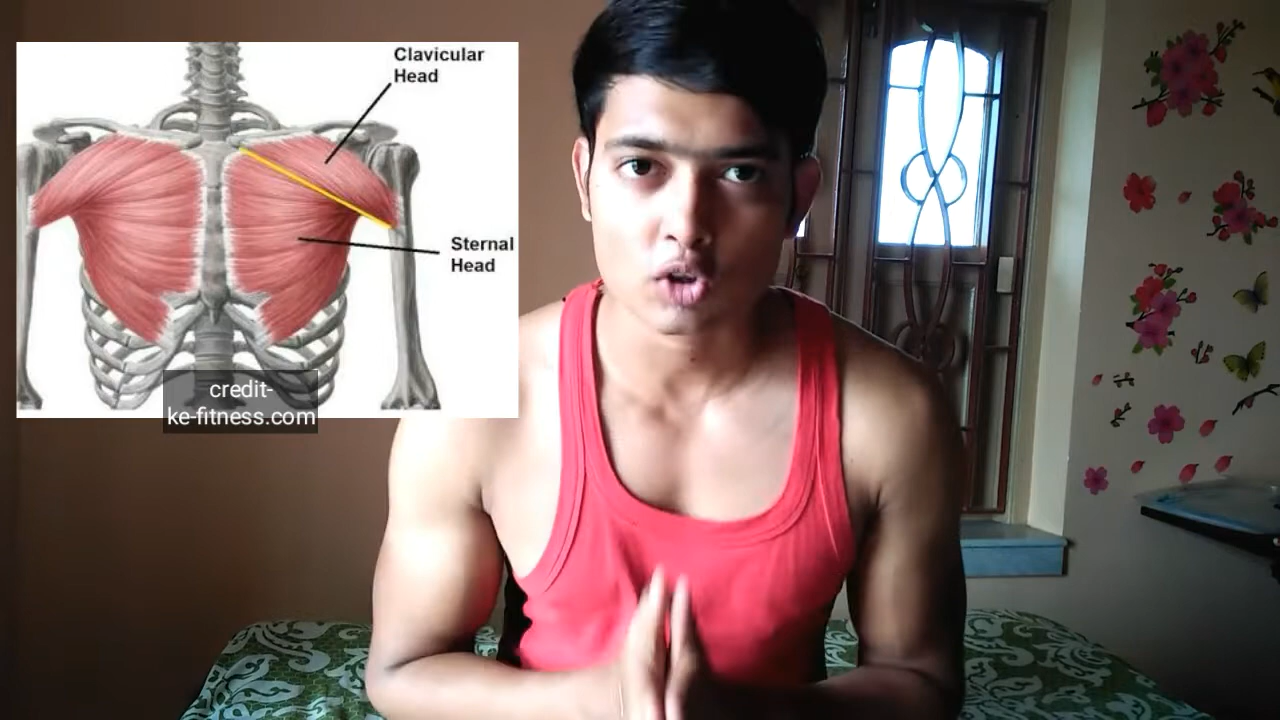 Clavicular
Head
Sternal
Head
credit-
ke-fitness.com